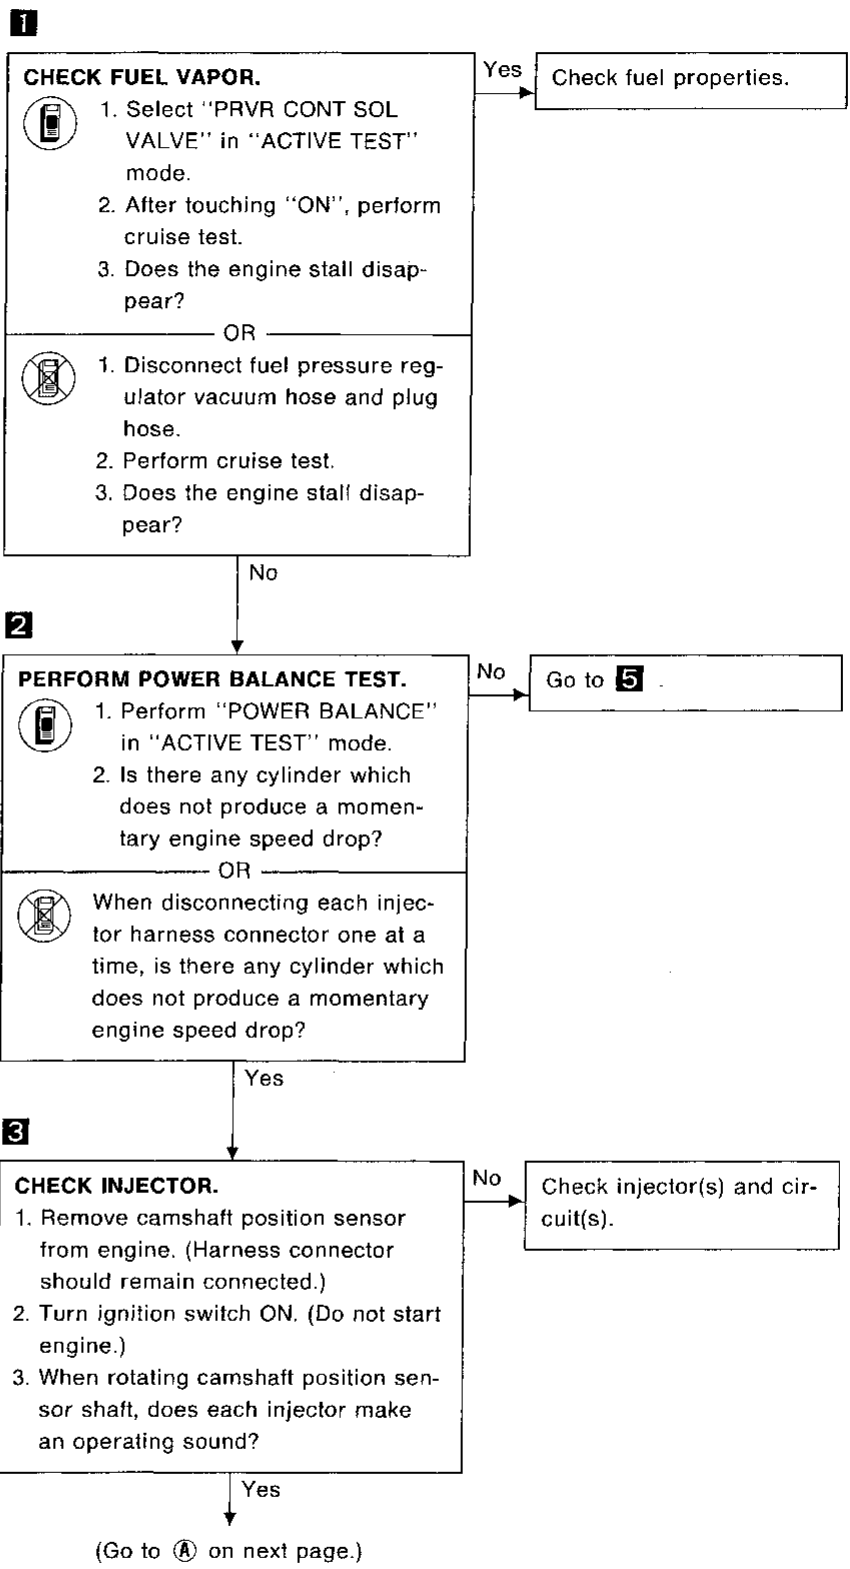 1
CHECK FUEL VAPOR.
1. Select "PRVR CONT SOL
VALVE" in "ACTIVE TEST"
mode.
2. After touching "ON", perform
cruise test.
3. Does the engine stall disap-
pear?
OR
1. Disconnect fuel pressure reg-
ulator vacuum hose and plug
hose.
2. Perform cruise test.
3. Does the engine stall disap-
pear?
Yes
Check fuel properties.
No
2
PERFORM POWER BALANCE TEST.
1. Perform "POWER BALANCE"
in "ACTIVE TEST" mode.
2. Is there any cylinder which
does not produce a momen-
tary engine speed drop?
OR
When disconnecting each injec-
tor harness connector one at a
time, is there any cylinder which
does not produce a momentary
engine speed drop?
No
Go to 5 .
Yes
3
CHECK INJECTOR.
1. Remove camshaft position sensor
from engine. (Harness connector
should remain connected.)
2. Turn ignition switch ON. (Do not start
engine.)
3. When rotating camshaft position sen-
sor shaft, does each injector make
an operating sound?
No
Check injector(s) and cir-
cuit(s).
Yes
(Go to Ⓐ on next page.)